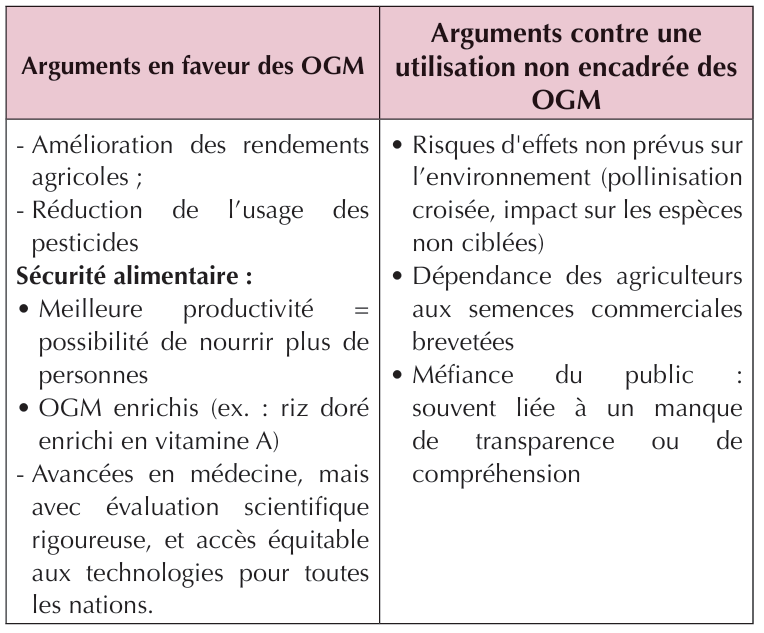 Arguments en faveur des OGM
Arguments contre une
utilisation non encadrée des
OGM
- Amélioration des rendements
agricoles ;
- Réduction de l’usage des
pesticides
Sécurité alimentaire :
• Meilleure productivité =
possibilité de nourrir plus de
personnes
• OGM enrichis (ex. : riz doré
enrichi en vitamine A)
- Avancées en médecine, mais
avec évaluation scientifique
rigoureuse, et accès équitable
aux technologies pour toutes
les nations.
• Risques d'effets non prévus sur
l’environnement (pollinisation
croisée, impact sur les espèces
non ciblées)
• Dépendance des agriculteurs
aux semences commerciales
brevetées
• Méfiance du public :
souvent liée à un manque
de transparence ou de
compréhension